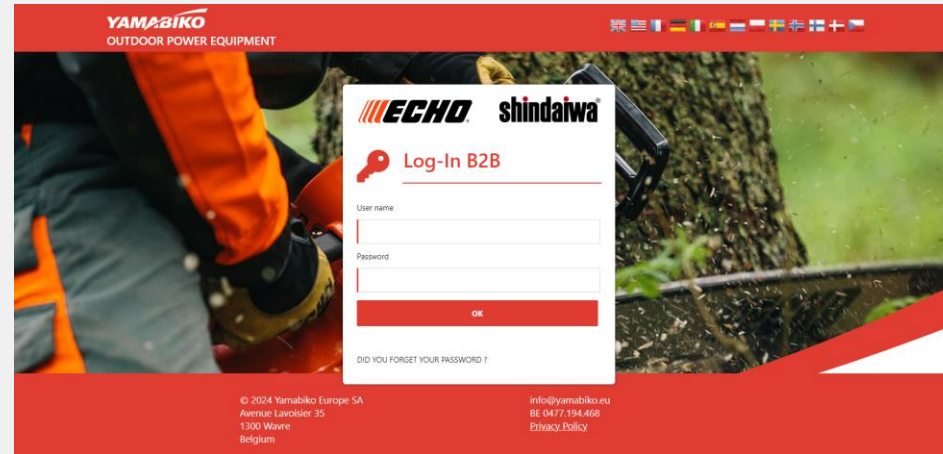 YAMABIKO
OUTDOOR POWER EQUIPMENT
ECHO. shindaiwa®
Log-In B2B
User name
Password
OK
DID YOU FORGET YOUR PASSWORD ?
© 2024 Yamabiko Europe SA
Avenue Lavoisier 35
1300 Wavre
Belgium
info@yamabiko.eu
BE 0477.194.468
Privacy Policy